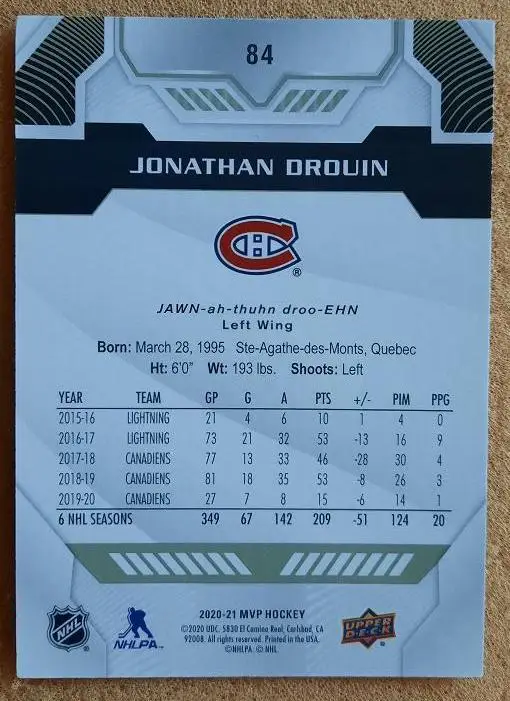 84
JONATHAN DROUIN
CH
®
JAWN-ah-thuhn droo-EHN
Left Wing
Born: March 28, 1995 Ste-Agathe-des-Monts, Quebec
Ht: 6'0" Wt: 193 lbs. Shoots: Left
YEAR TEAM GP G A PTS +/- PIM PPG
2015-16 LIGHTNING 21 4 6 10 1 4 0
2016-17 LIGHTNING 73 21 32 53 -13 16 9
2017-18 CANADIENS 77 13 33 46 -28 30 4
2018-19 CANADIENS 81 18 35 53 -8 26 3
2019-20 CANADIENS 27 7 8 15 -6 14 1
6 NHL SEASONS 349 67 142 209 -51 124 20
NHL
NHLPA
2020-21 MVP HOCKEY
©2020 UDC. 5830 El Camino Real, Carlsbad, CA
92008. All rights reserved. Printed in the USA.
©NHLPA. © NHL.
UPPER DECK